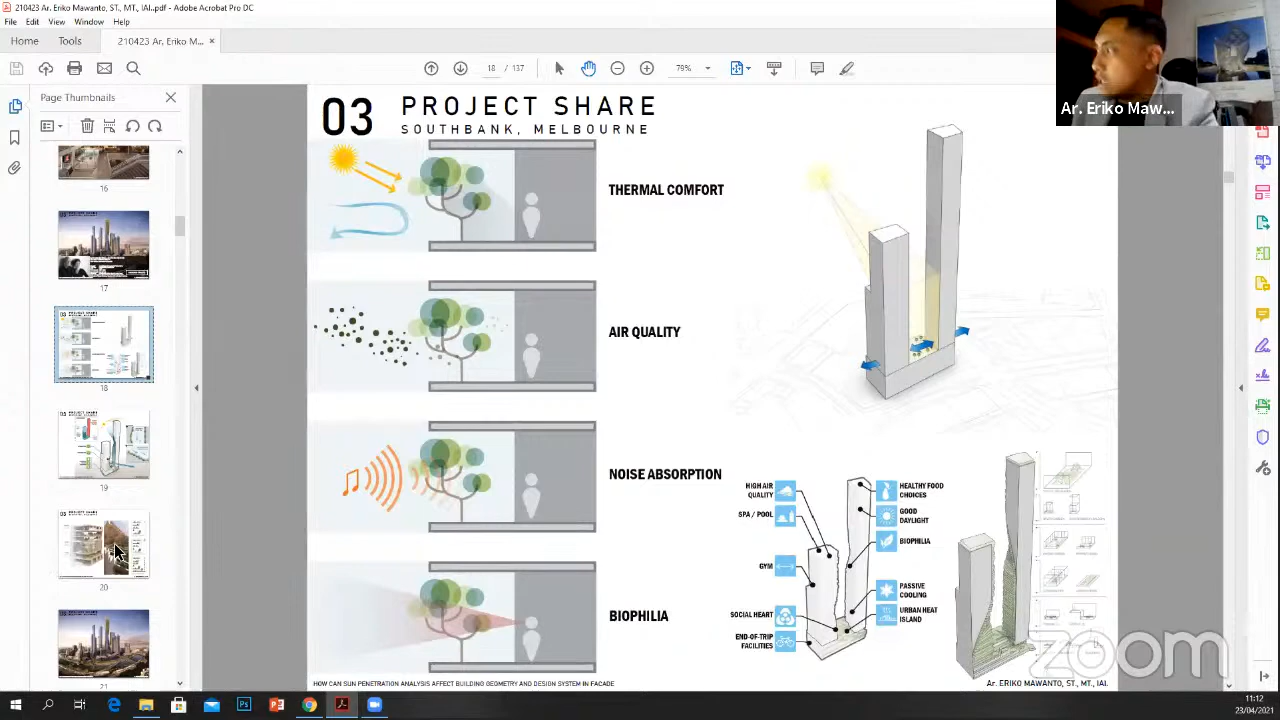 210423 Ar. Eriko Mawanto, ST., MT., IAI..pdf - Adobe Acrobat Pro DC
File Edit View Window Help
Home Tools 210423 Ar. Eriko M... ×
18 / 137 79%
Page Thumbnails
16
17
18
19
20
21
03 PROJECT SHARE
SOUTHBANK, MELBOURNE
THERMAL COMFORT
AIR QUALITY
NOISE ABSORPTION
BIOPHILIA
HIGH AIR
QUALITY
SPA / POOL
GYM
SOCIAL HEART
END-OF-TRIP
FACILITIES
HEALTHY FOOD
CHOICES
GOOD
DAYLIGHT
BIOPHILIA
PASSIVE
COOLING
URBAN HEAT
ISLAND
HOW CAN SUN PENETRATION ANALYSIS AFFECT BUILDING GEOMETRY AND DESIGN SYSTEM IN FACADE
Ar. ERIKO MAWANTO, ST., MT., IAI.
Ar. Eriko Maw...
zoom
11:12
23/04/2021